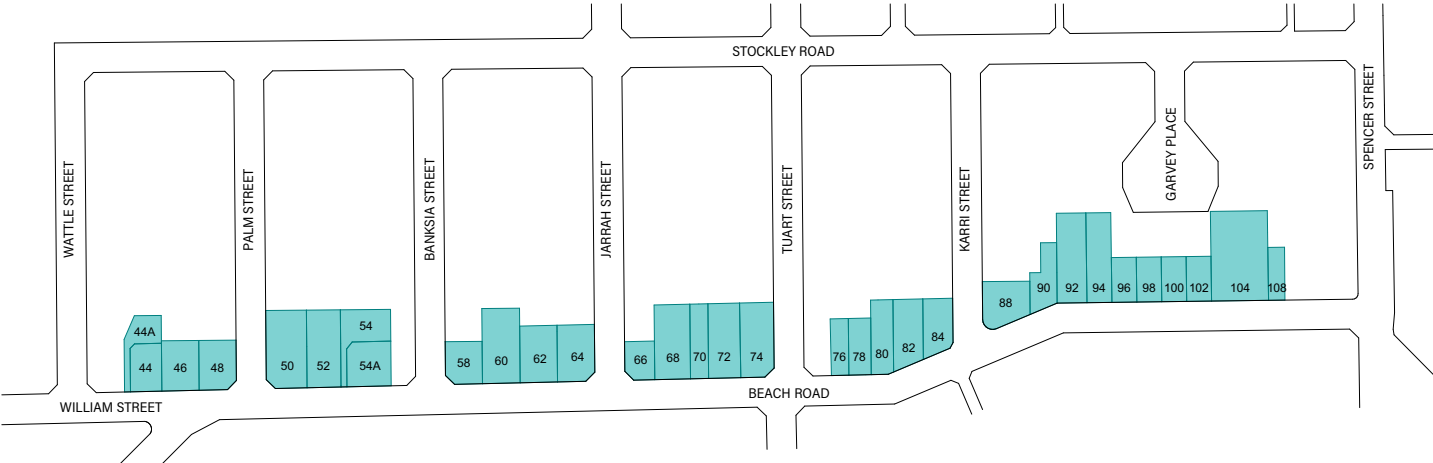 STOCKLEY ROAD
WATTLE STREET
PALM STREET
BANKSIA STREET
JARRAH STREET
TUART STREET
KARRI STREET
GARVEY PLACE
SPENCER STREET
44A
44
46
48
50
52
54
54A
58
60
62
64
66
68
70
72
74
76
78
80
82
84
88
90
92
94
96
98
100
102
104
108
BEACH ROAD
WILLIAM STREET